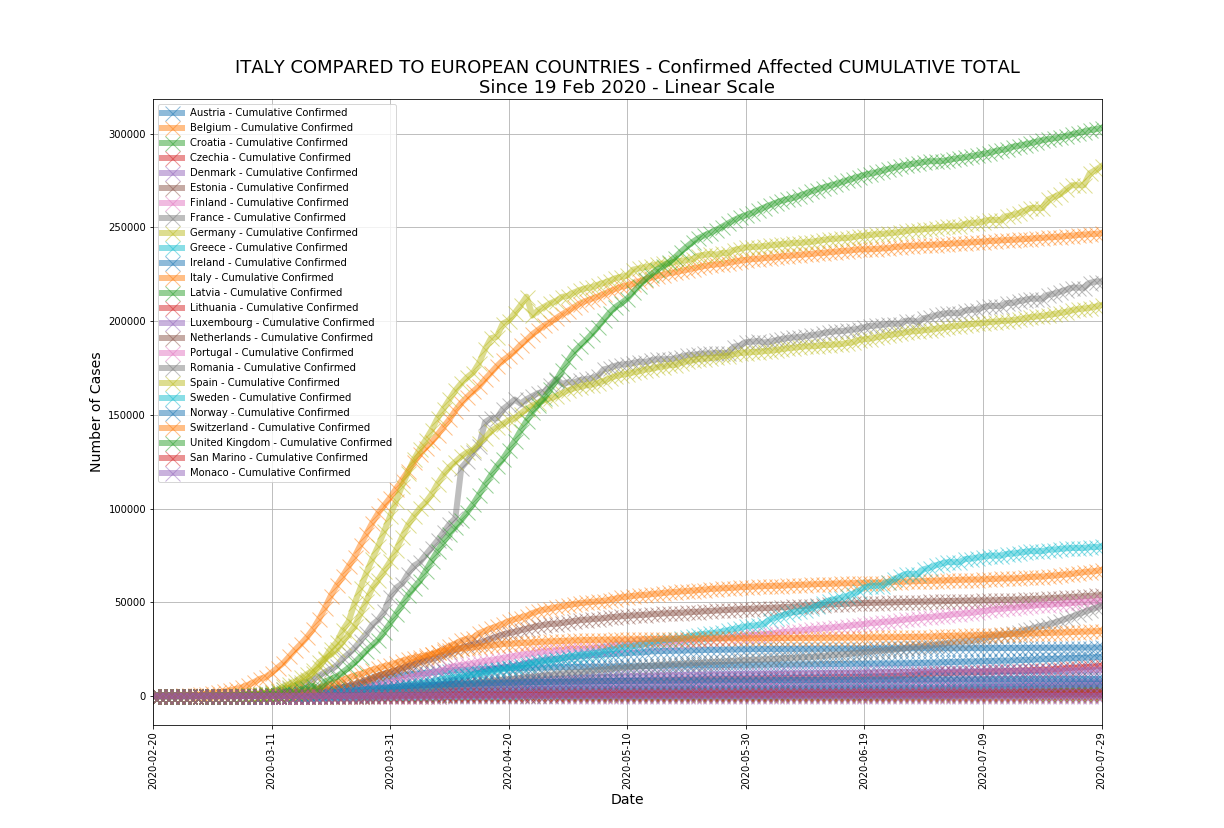 ITALY COMPARED TO EUROPEAN COUNTRIES - Confirmed Affected CUMULATIVE TOTAL
Since 19 Feb 2020 - Linear Scale
Austria - Cumulative Confirmed
Belgium - Cumulative Confirmed
Croatia - Cumulative Confirmed
Czechia - Cumulative Confirmed
Denmark - Cumulative Confirmed
Estonia - Cumulative Confirmed
Finland - Cumulative Confirmed
France - Cumulative Confirmed
Germany - Cumulative Confirmed
Greece - Cumulative Confirmed
Ireland - Cumulative Confirmed
Italy - Cumulative Confirmed
Latvia - Cumulative Confirmed
Lithuania - Cumulative Confirmed
Luxembourg - Cumulative Confirmed
Netherlands - Cumulative Confirmed
Portugal - Cumulative Confirmed
Romania - Cumulative Confirmed
Spain - Cumulative Confirmed
Sweden - Cumulative Confirmed
Norway - Cumulative Confirmed
Switzerland - Cumulative Confirmed
United Kingdom - Cumulative Confirmed
San Marino - Cumulative Confirmed
Monaco - Cumulative Confirmed
Number of Cases
300000
250000
200000
150000
100000
50000
0
2020-02-20
2020-03-11
2020-03-31
2020-04-20
2020-05-10
2020-05-30
2020-06-19
2020-07-09
2020-07-29
Date